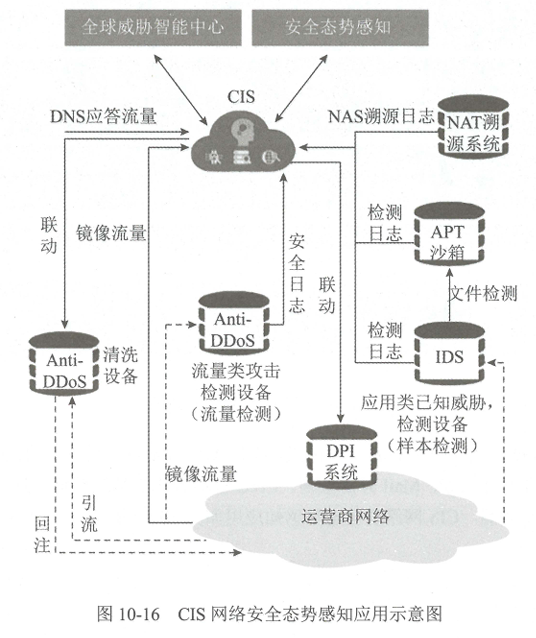 全球威胁智能中心
安全态势感知
CIS
DNS应答流量
NAS溯源日志
NAT溯
源系统
联
动
镜像流量
安
全
日
志
联
动
检测
日志
APT
沙箱
文件检测
Anti-
DDoS
清洗
设备
Anti-
DDoS
流量类攻击
检测设备
(流量检测)
检测
日志
IDS
应用类已知威胁,
检测设备
(样本检测)
DPI
系统
镜像流量
引
流
回
注
运营商网络
图 10-16 CIS 网络安全态势感知应用示意图